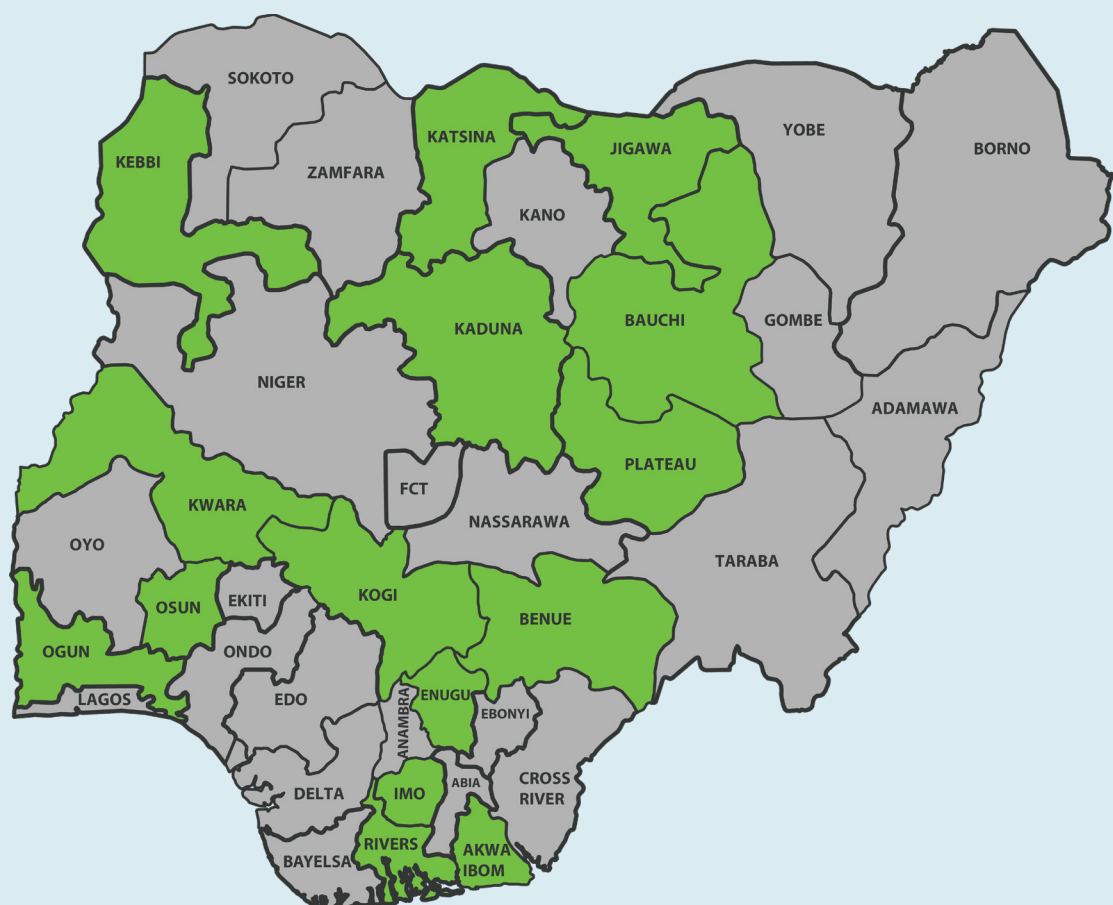 SOKOTO
KATSINA
YOBE
BORNO
KEBBI
JIGAWA
ZAMFARA
KANO
KADUNA
BAUCHI
GOMBE
NIGER
ADAMAWA
PLATEAU
FCT
KWARA
NASSARAWA
OYO
TARABA
KOGI
OSUN
EKITI
BENUE
OGUN
ONDO
LAGOS
EDO
ANAMBRA
ENUGU
EBONYI
DELTA
IMO
ABIA
CROSS
RIVER
BAYELSA
RIVERS
AKWA
IBOM